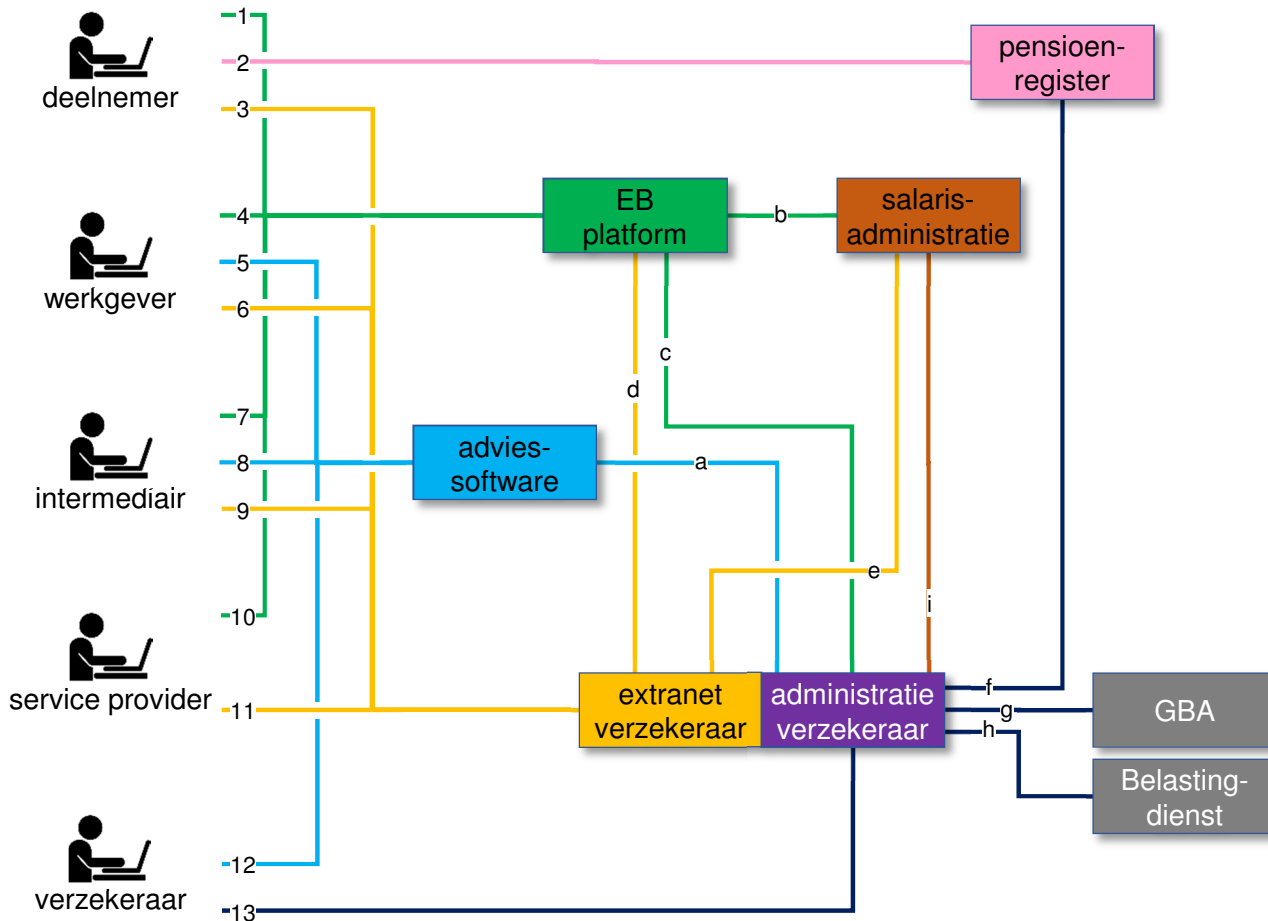 1
2
deelnemer
3
pensioen-
register
4
werkgever
5
6
EB
platform
b
salaris-
administratie
c
d
7
8
intermediair
9
advies-
software
a
e
i
10
service provider
11
extranet
verzekeraar
administratie
verzekeraar
f
g
h
GBA
Belasting-
dienst
12
verzekeraar
13